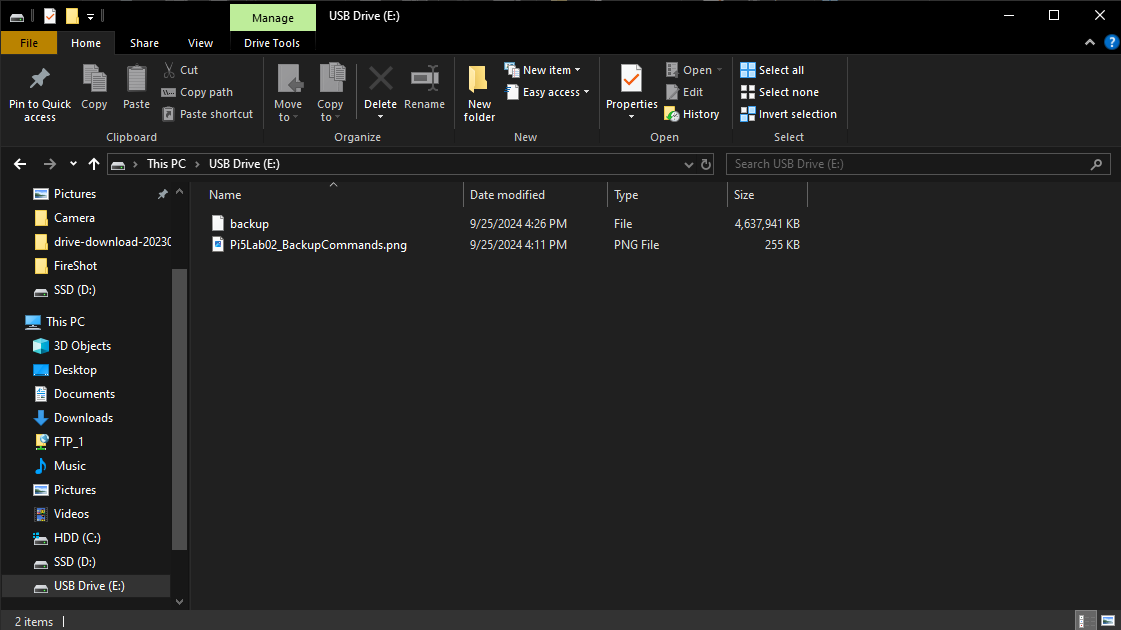 Manage
USB Drive (E:)
File
Home
Share
View
Drive Tools
Pin to Quick access
Copy
Paste
Cut
Copy path
Paste shortcut
Clipboard
Move to
Copy to
Delete
Rename
Organize
New folder
New item
Easy access
New
Properties
Open
Edit
History
Open
Select all
Select none
Invert selection
Select
This PC > USB Drive (E:)
Search USB Drive (E:)
Pictures
Camera
drive-download-2023
FireShot
SSD (D:)
This PC
3D Objects
Desktop
Documents
Downloads
FTP_1
Music
Pictures
Videos
HDD (C:)
SSD (D:)
USB Drive (E:)
Name Date modified Type Size
backup 9/25/2024 4:26 PM File 4,637,941 KB
Pi5Lab02_BackupCommands.png 9/25/2024 4:11 PM PNG File 255 KB
2 items